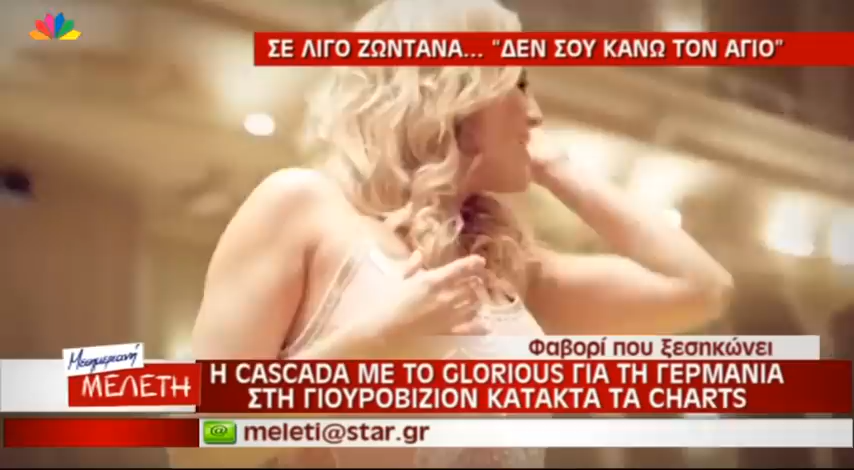 ΣΕ ΛΙΓΟ ΖΩΝΤΑΝΑ... "ΔΕΝ ΣΟΥ ΚΑΝΩ ΤΟΝ ΑΓΙΟ"
Φαβορί που ξεσηκώνει
Μεσημεριανή
ΜΕΛΕΤΗ
Η CASCADA ΜΕ ΤΟ GLORIOUS ΓΙΑ ΤΗ ΓΕΡΜΑΝΙΑ
ΣΤΗ ΓΙΟΥΡΟΒΙΖΙΟΝ ΚΑΤΑΚΤΑ ΤΑ CHARTS
@ meleti@star.gr